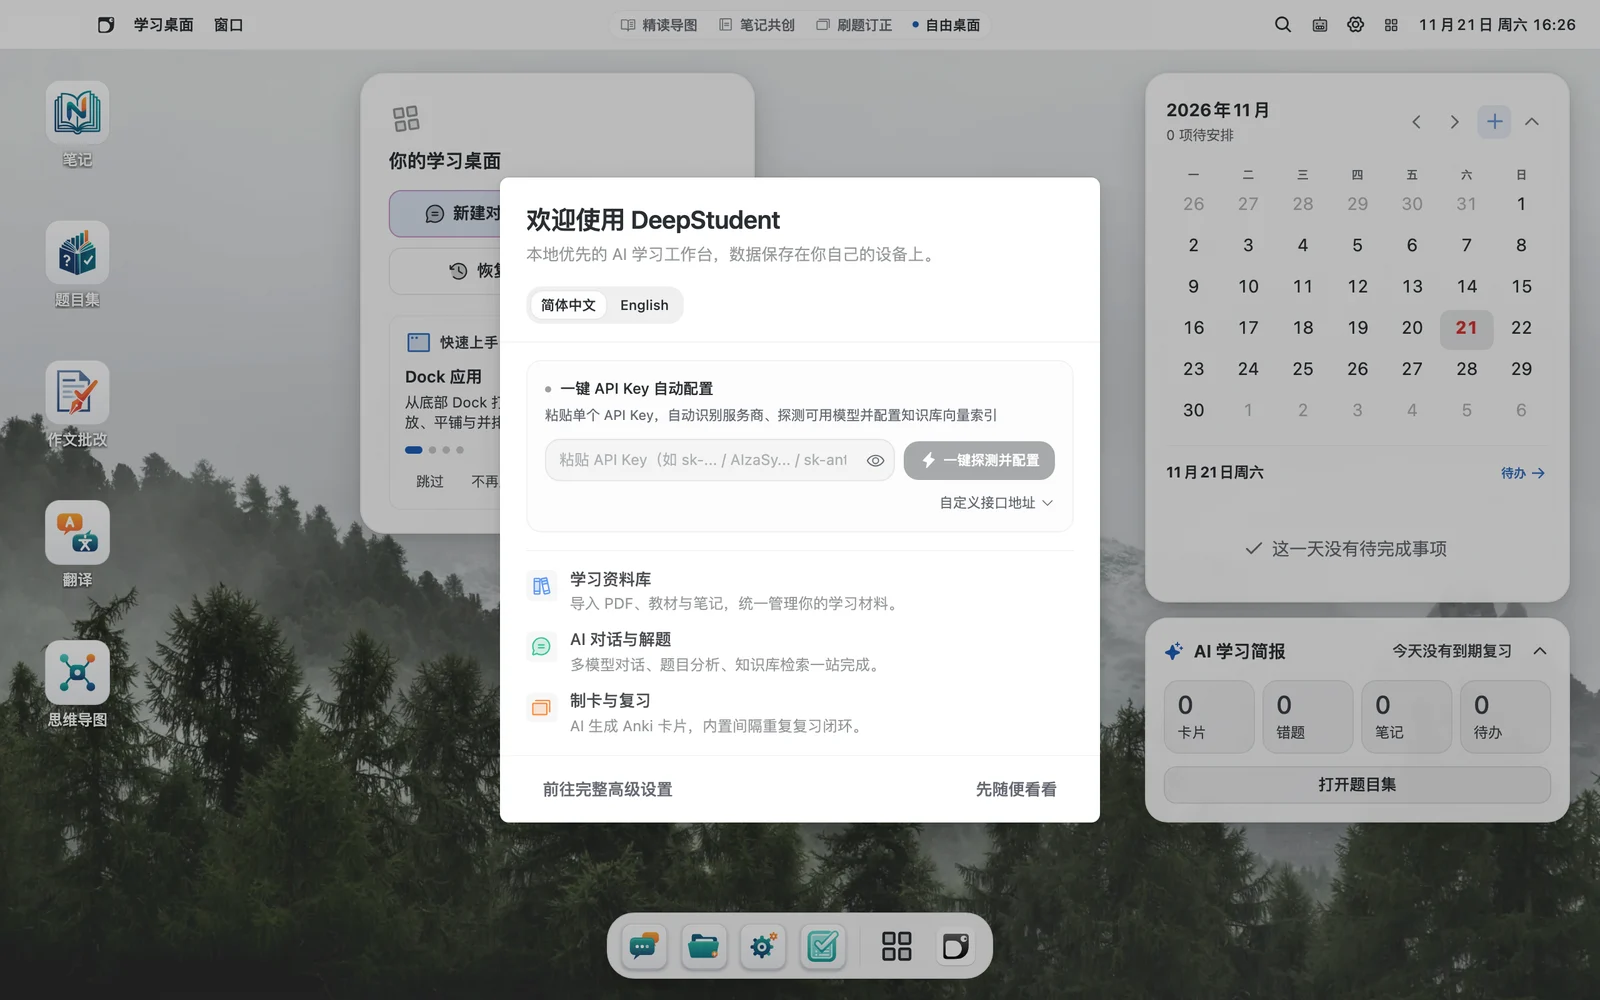 学习桌面 窗口 精读导图 笔记共创 刷题订正 自由桌面 11月21日 周六 16:26
笔记
题目集
作文批改
翻译
思维导图
你的学习桌面
新建对
恢复
快速上手
Dock 应用
从底部 Dock 打
放、平铺与并排
跳过 不再
欢迎使用 DeepStudent
本地优先的 AI 学习工作台，数据保存在你自己的设备上。
简体中文 English
一键 API Key 自动配置
粘贴单个 API Key，自动识别服务商、探测可用模型并配置知识库向量索引
粘贴 API Key（如 sk-... / AIzaSy... / sk-ant
一键探测并配置
自定义接口地址
学习资料库
导入 PDF、教材与笔记，统一管理你的学习材料。
AI 对话与解题
多模型对话、题目分析、知识库检索一站完成。
制卡与复习
AI 生成 Anki 卡片，内置间隔重复复习闭环。
前往完整高级设置 先随便看看
2026年11月
0 项待安排
一 二 三 四 五 六 日
26 27 28 29 30 31 1
2 3 4 5 6 7 8
9 10 11 12 13 14 15
16 17 18 19 20 21 22
23 24 25 26 27 28 29
30 1 2 3 4 5 6
11月21日周六 待办
这一天没有待完成事项
AI 学习简报 今天没有到期复习
0 0 0 0
卡片 错题 笔记 待办
打开题目集